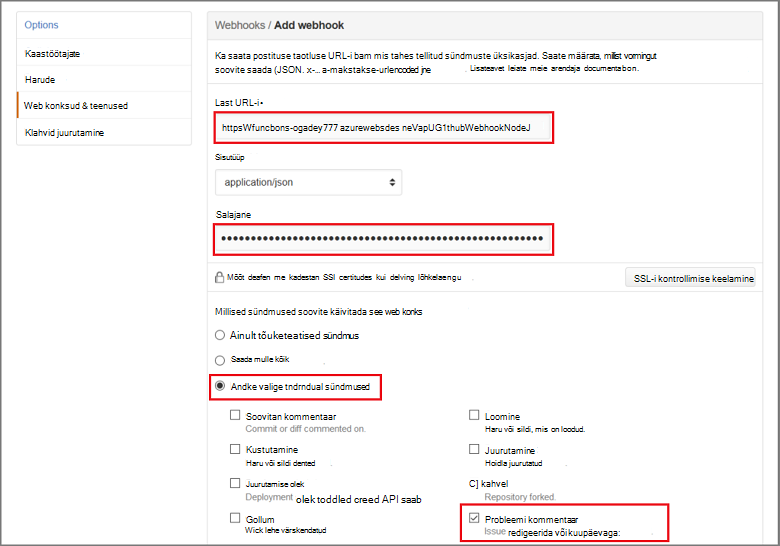 Options
Kaastöötajate
Harude
Web konksud & teenused
Klahvid juurutamine
Webhooks / Add webhook
Ka saata postituse taotluse URL-i bam mis tahes tellitud sündmuste üksikasjad. Saate määrata, millist vormingut
soovite saada (JSON. x-... a-makstakse-urlencoded jne . Lisateavet leiate meie arendaja documentabon.
Last URL-i•
httpsWfuncbons-ogadey777 azurewebsdes neVapUG1thubWebhookNodeJ
Sisutüüp
application/json
Salajane
Mööt deafen me kadestan SSI certitudes kui delving lõhkelaengu .
SSL-i kontrollimise keelamine
Millised sündmused soovite käivitada see web konks
Ainult tõuketeatised sündmus
Saada mulle kõik .
Andke valige tndrndual sündmused
Soovitan kommentaar
Commit or diff commented on.
Loomine
Haru või sildi, mis on loodud.
Kustutamine
Haru või sildi dented .
Juurutamine
Hoidla juurutatud .
Juurutamise olek
Deployment olek toddled creed API saab
C] kahvel
Repository forked.
Gollum
Wick lehe värskendatud
Probleemi kommentaar
Issue redigeerida või kuupäevaga: .